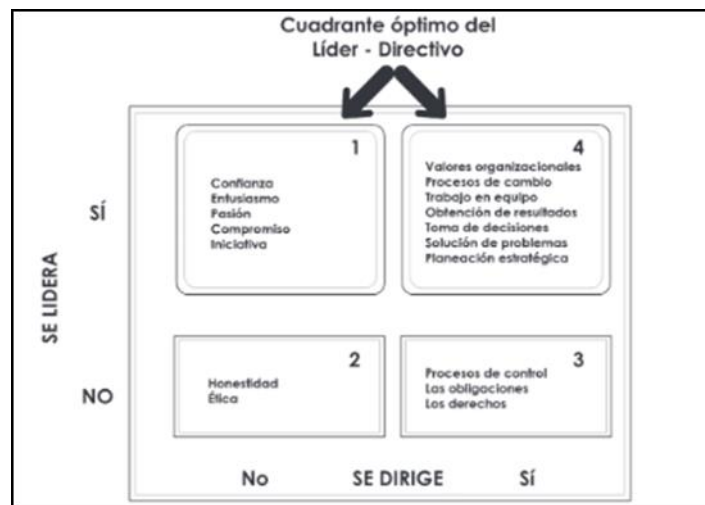 Cuadrante óptimo del
Líder - Directivo
1
Confianza
Entusiasmo
Pasión
Compromiso
Iniciativa
4
Valores organizacionales
Procesos de cambio
Trabajo en equipo
Obtención de resultados
Toma de decisiones
Solución de problemas
Planeación estratégica
SÍ
SE LIDERA
NO
2
Honestidad
Ética
3
Procesos de control
Las obligaciones
Los derechos
No
SE DIRIGE
Sí